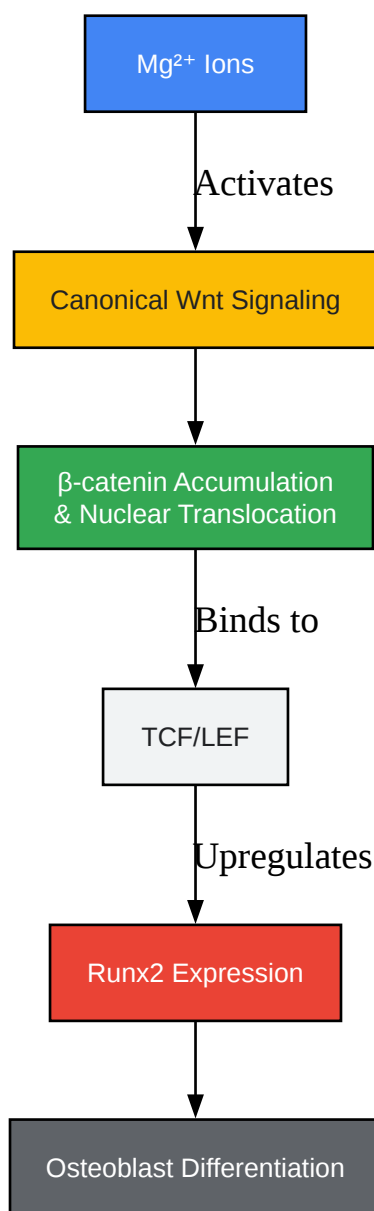 Mg²⁺ Ions
Activates
Canonical Wnt Signaling
β-catenin Accumulation
& Nuclear Translocation
Binds to
TCF/LEF
Upregulates
Runx2 Expression
Osteoblast Differentiation